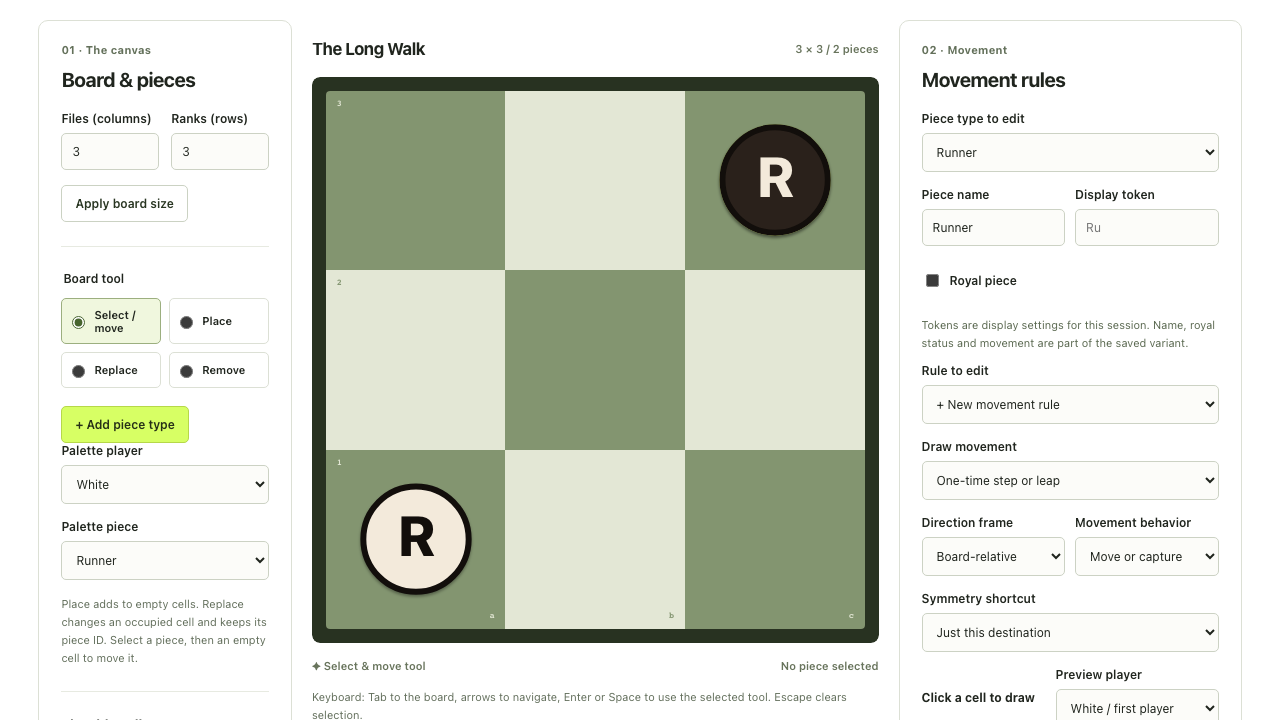 01 · The canvas
Board & pieces
Files (columns)
Ranks (rows)
3
3
Apply board size
Board tool
Select / move
Place
Replace
Remove
+ Add piece type
Palette player
White
Palette piece
Runner
Place adds to empty cells. Replace
changes an occupied cell and keeps its
piece ID. Select a piece, then an empty
cell to move it.
The Long Walk
3 × 3 / 2 pieces
3
R
2
1
R
a
b
c
✦ Select & move tool
No piece selected
Keyboard: Tab to the board, arrows to navigate, Enter or Space to use the selected tool. Escape clears
selection.
02 · Movement
Movement rules
Piece type to edit
Runner
Piece name
Display token
Runner
Ru
Royal piece
Tokens are display settings for this session. Name, royal
status and movement are part of the saved variant.
Rule to edit
+ New movement rule
Draw movement
One-time step or leap
Direction frame
Movement behavior
Board-relative
Move or capture
Symmetry shortcut
Just this destination
Preview player
Click a cell to draw
White / first player